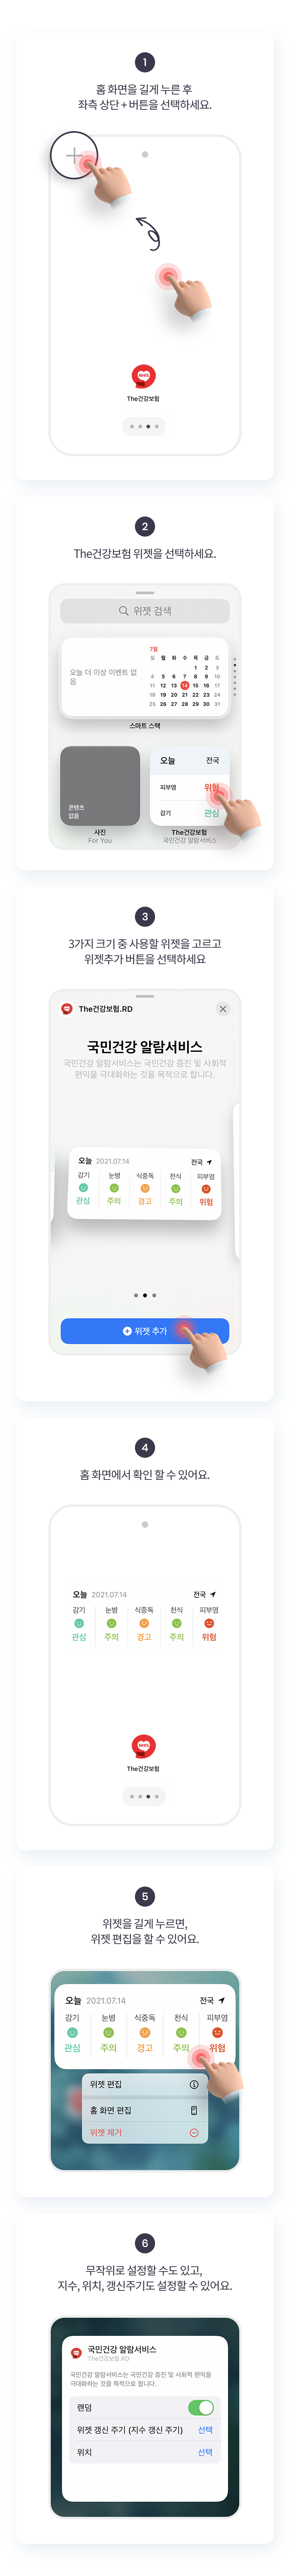 1
홈 화면을 길게 누른 후
좌측 상단 + 버튼을 선택하세요.
The건강보험
2
The건강보험 위젯을 선택하세요.
위젯 검색
오늘 더 이상 이벤트 없
음
7월
일 월 화 수 목 금 토
1 2 3
4 5 6 7 8 9 10
11 12 13 14 15 16 17
18 19 20 21 22 23 24
25 26 27 28 29 30 31
스마트 스택
콘텐츠
없음
사진
For You
오늘 전국
피부염 위험
감기 관심
The건강보험
국민건강 알람서비스
3
3가지 크기 중 사용할 위젯을 고르고
위젯추가 버튼을 선택하세요
The건강보험.RD
국민건강 알람서비스
국민건강 알람서비스는 국민건강 증진 및 사회적
편익을 극대화하는 것을 목적으로 합니다.
오늘 2021.07.14 전국
감기 눈병 식중독 천식 피부염
관심 주의 경고 주의 위험
위젯 추가
4
홈 화면에서 확인 할 수 있어요.
오늘 2021.07.14 전국
감기 눈병 식중독 천식 피부염
관심 주의 경고 주의 위험
The건강보험
5
위젯을 길게 누르면,
위젯 편집을 할 수 있어요.
오늘 2021.07.14 전국
감기 눈병 식중독 천식 피부염
관심 주의 경고 주의 위험
위젯 편집
홈 화면 편집
위젯 제거
6
무작위로 설정할 수도 있고,
지수, 위치, 갱신주기도 설정할 수 있어요.
국민건강 알람서비스
The건강보험.RD
국민건강 알람서비스는 국민건강 증진 및 사회적 편익을
극대화하는 것을 목적으로 합니다.
랜덤
위젯 갱신 주기 (지수 갱신 주기) 선택
위치 선택